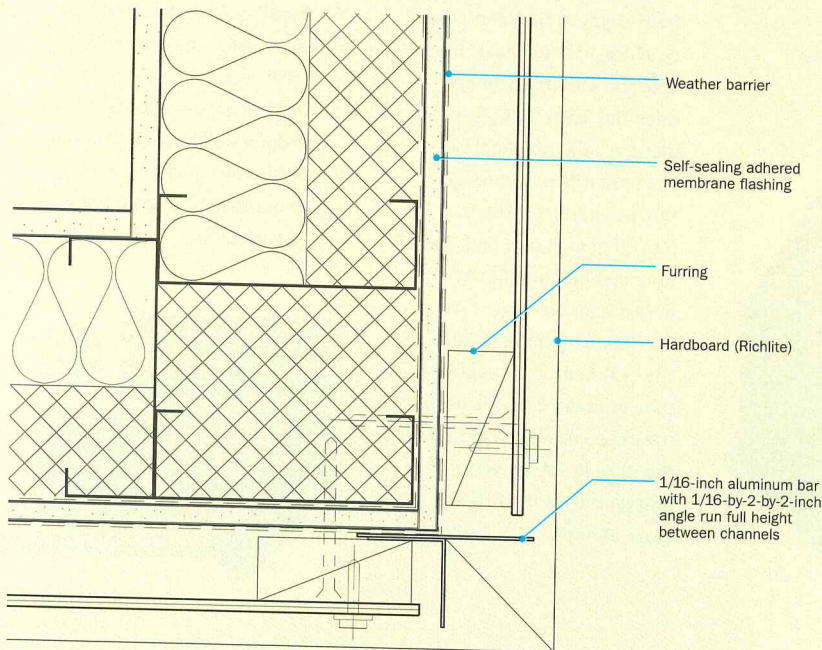 Weather barrier
Self-sealing adhered
membrane flashing
Furring
Hardboard (Richlite)
1/16-inch aluminum bar
with 1/16-by-2-by-2-inch
angle run full height
between channels